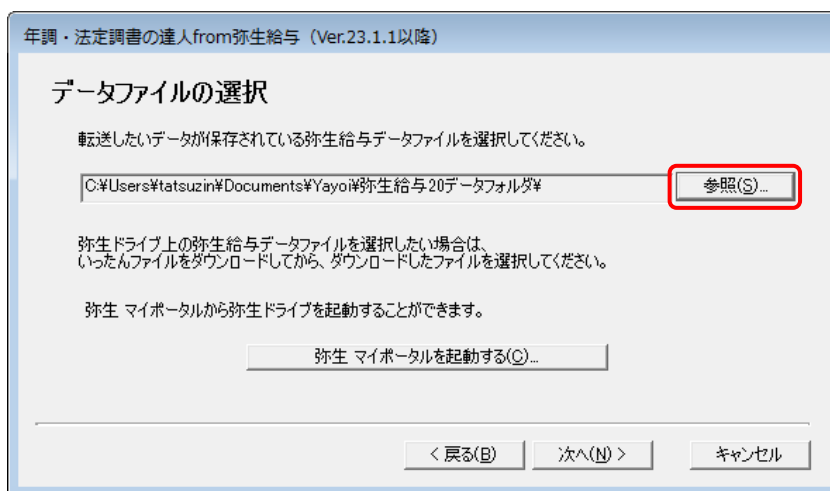 年調・法定調書の達人from弥生給与（Ver.23.1.1以降）
データファイルの選択
転送したいデータが保存されている弥生給与データファイルを選択してください。
C:¥Users¥tatsuzin¥Documents¥Yayoi¥弥生給与20データフォルダ¥
参照(S)...
弥生ドライブ上の弥生給与データファイルを選択したい場合は、
いったんファイルをダウンロードしてから、ダウンロードしたファイルを選択してください。
弥生 マイポータルから弥生ドライブを起動することができます。
弥生 マイポータルを起動する(C)...
< 戻る(B)
次へ(N) >
キャンセル